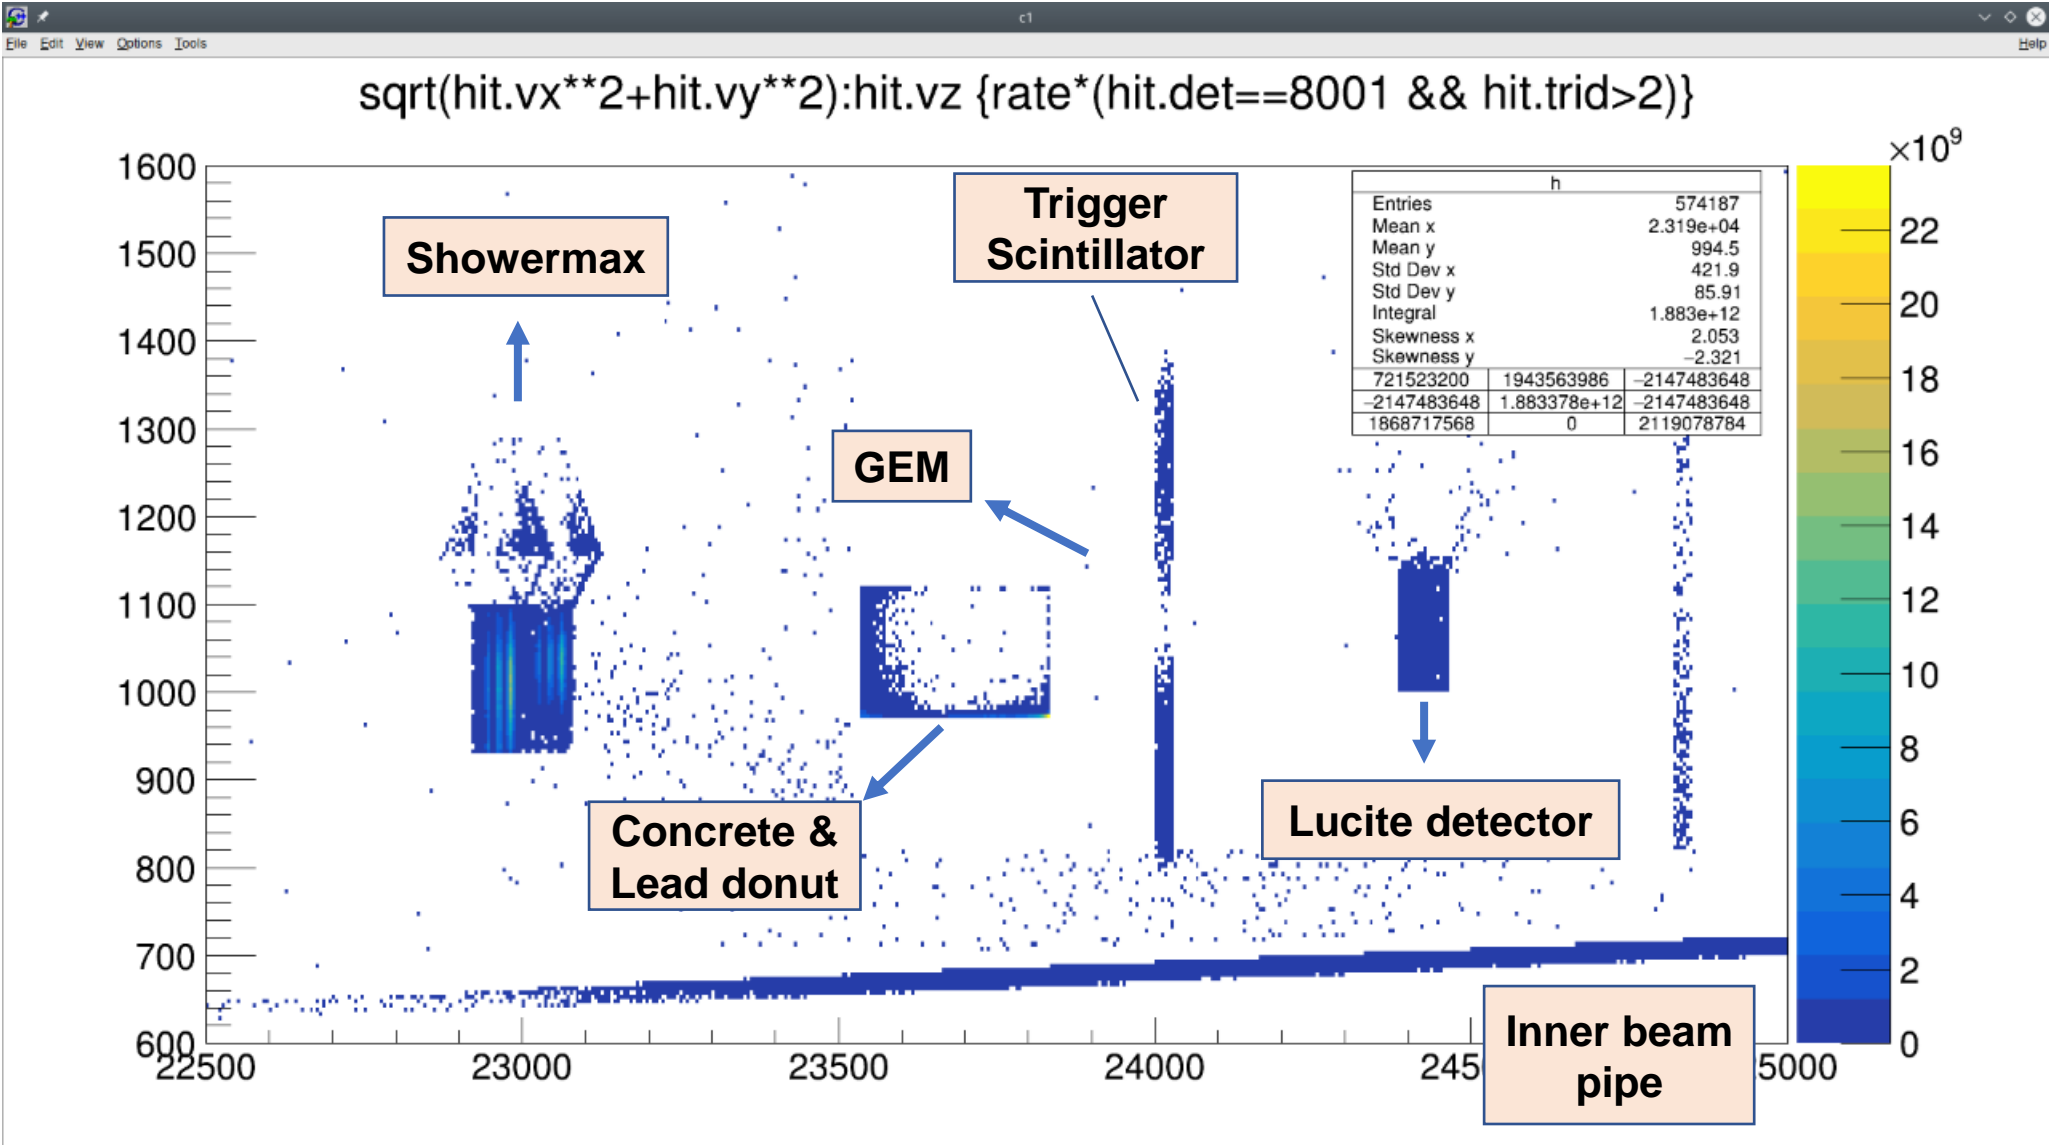 c1
File Edit View Options Tools Help
sqrt(hit.vx**2+hit.vy**2):hit.vz {rate*(hit.det==8001 && hit.trid>2)}
×10⁹
1600
1500
1400
1300
1200
1100
1000
900
800
700
600
22500 23000 23500 24000 245 5000
22
20
18
16
14
12
10
8
6
4
2
0
Showermax
Trigger
Scintillator
GEM
Concrete &
Lead donut
Lucite detector
Inner beam
pipe
h
Entries 574187
Mean x 2.319e+04
Mean y 994.5
Std Dev x 421.9
Std Dev y 85.91
Integral 1.883e+12
Skewness x 2.053
Skewness y −2.321
721523200 1943563986 −2147483648
−2147483648 1.883378e+12 −2147483648
1868717568 0 2119078784